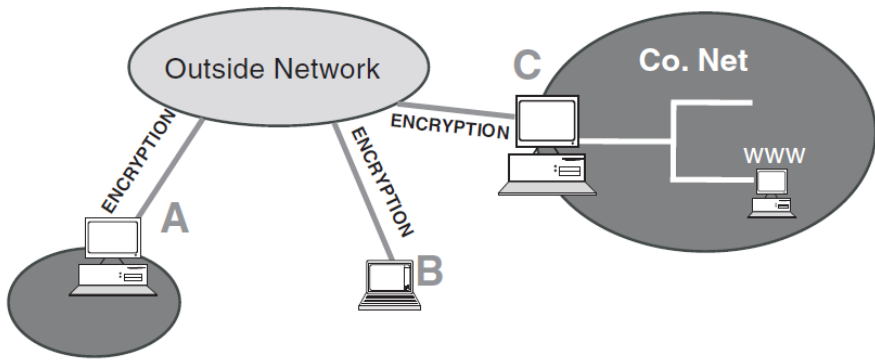 Outside Network
C
Co. Net
ENCRYPTION
ENCRYPTION
ENCRYPTION
WWW
A
B